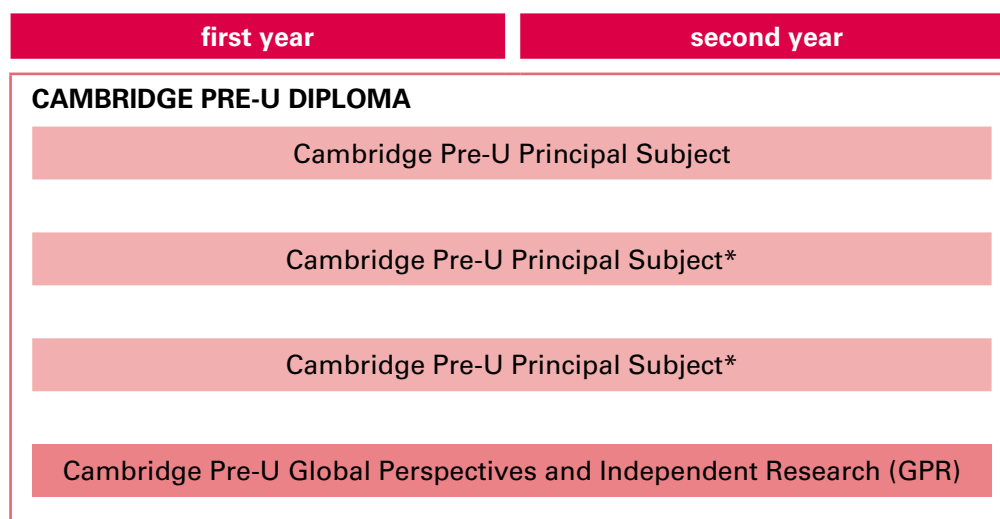 first year
second year
CAMBRIDGE PRE-U DIPLOMA
Cambridge Pre-U Principal Subject
Cambridge Pre-U Principal Subject*
Cambridge Pre-U Principal Subject*
Cambridge Pre-U Global Perspectives and Independent Research (GPR)